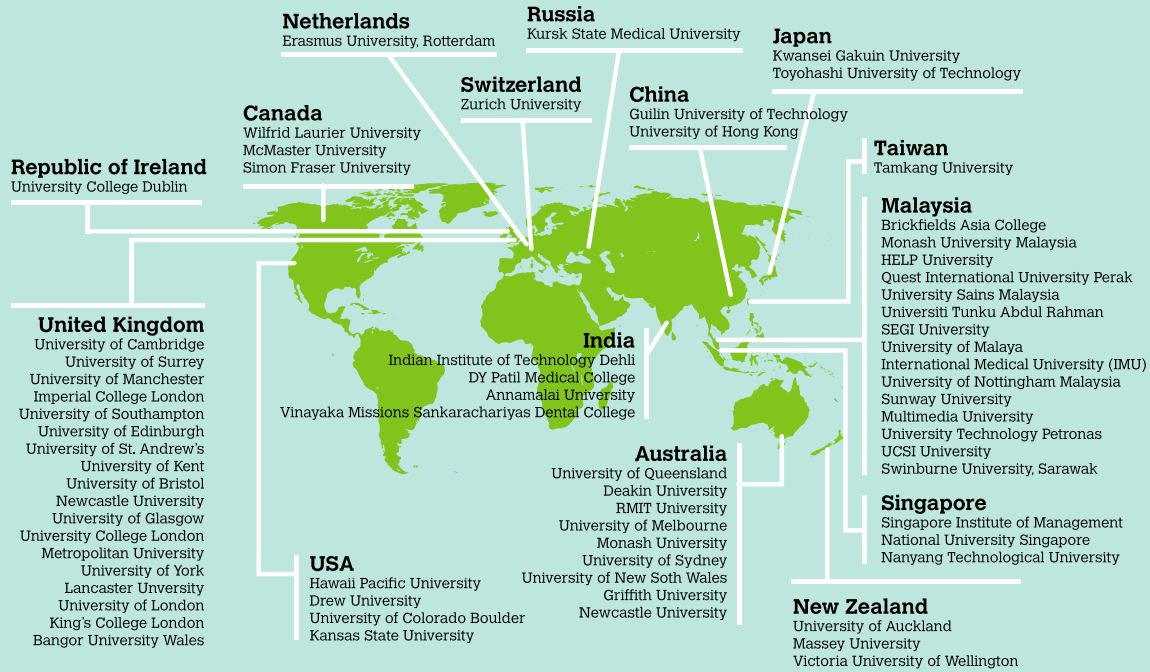 Netherlands
Erasmus University, Rotterdam
Russia
Kursk State Medical University
Japan
Kwansei Gakuin University
Toyohashi University of Technology
Switzerland
Zurich University
China
Guilin University of Technology
University of Hong Kong
Canada
Wilfrid Laurier University
McMaster University
Simon Fraser University
Republic of Ireland
University College Dublin
Taiwan
Tamkang University
Malaysia
Brickfields Asia College
Monash University Malaysia
HELP University
Quest International University Perak
University Sains Malaysia
Universiti Tunku Abdul Rahman
SEGI University
University of Malaya
International Medical University (IMU)
University of Nottingham Malaysia
Sunway University
Multimedia University
University Technology Petronas
UCSI University
Swinburne University, Sarawak
United Kingdom
University of Cambridge
University of Surrey
University of Manchester
Imperial College London
University of Southampton
University of Edinburgh
University of St. Andrew's
University of Kent
University of Bristol
Newcastle University
University of Glasgow
University College London
Metropolitan University
University of York
Lancaster Unversity
University of London
King's College London
Bangor University Wales
India
Indian Institute of Technology Dehli
DY Patil Medical College
Annamalai University
Vinayaka Missions Sankarachariyas Dental College
Australia
University of Queensland
Deakin University
RMIT University
University of Melbourne
Monash University
University of Sydney
University of New Soth Wales
Griffith University
Newcastle University
Singapore
Singapore Institute of Management
National University Singapore
Nanyang Technological University
USA
Hawaii Pacific University
Drew University
University of Colorado Boulder
Kansas State University
New Zealand
University of Auckland
Massey University
Victoria University of Wellington